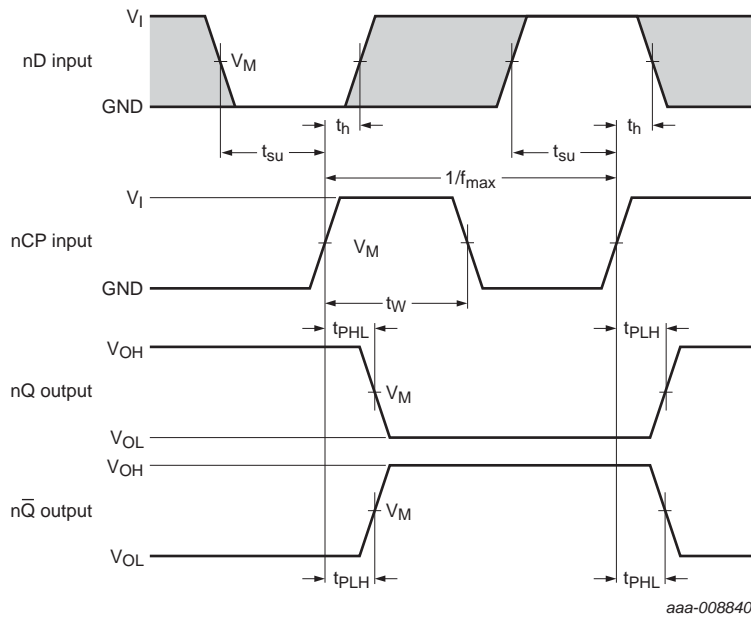 V_I
nD input
V_M
GND
t_h
t_h
t_su
t_su
1/f_max
V_I
nCP input
V_M
GND
t_W
t_PHL
t_PLH
V_OH
nQ output
V_M
V_OL
V_OH
nQ̅ output
V_M
V_OL
t_PLH
t_PHL
aaa-008840